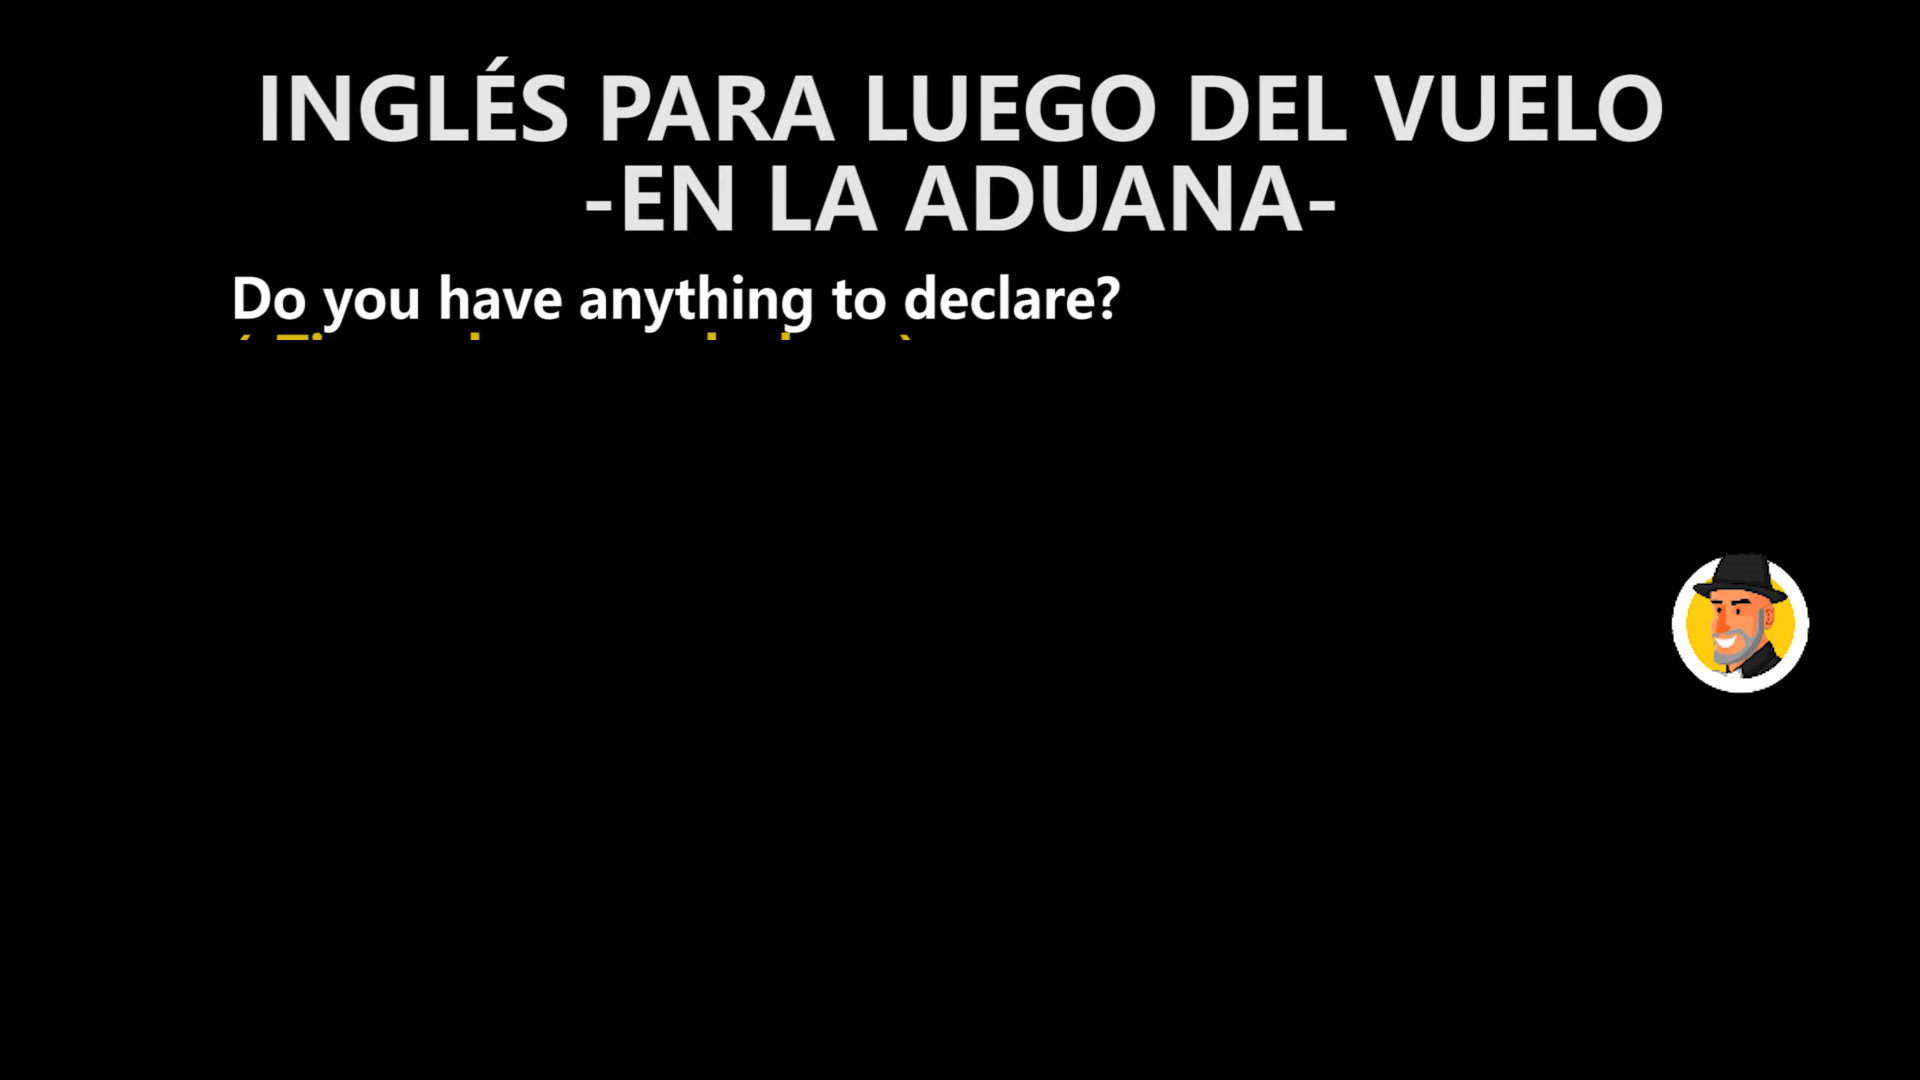 INGLÉS PARA LUEGO DEL VUELO
-EN LA ADUANA-
Do you have anything to declare?